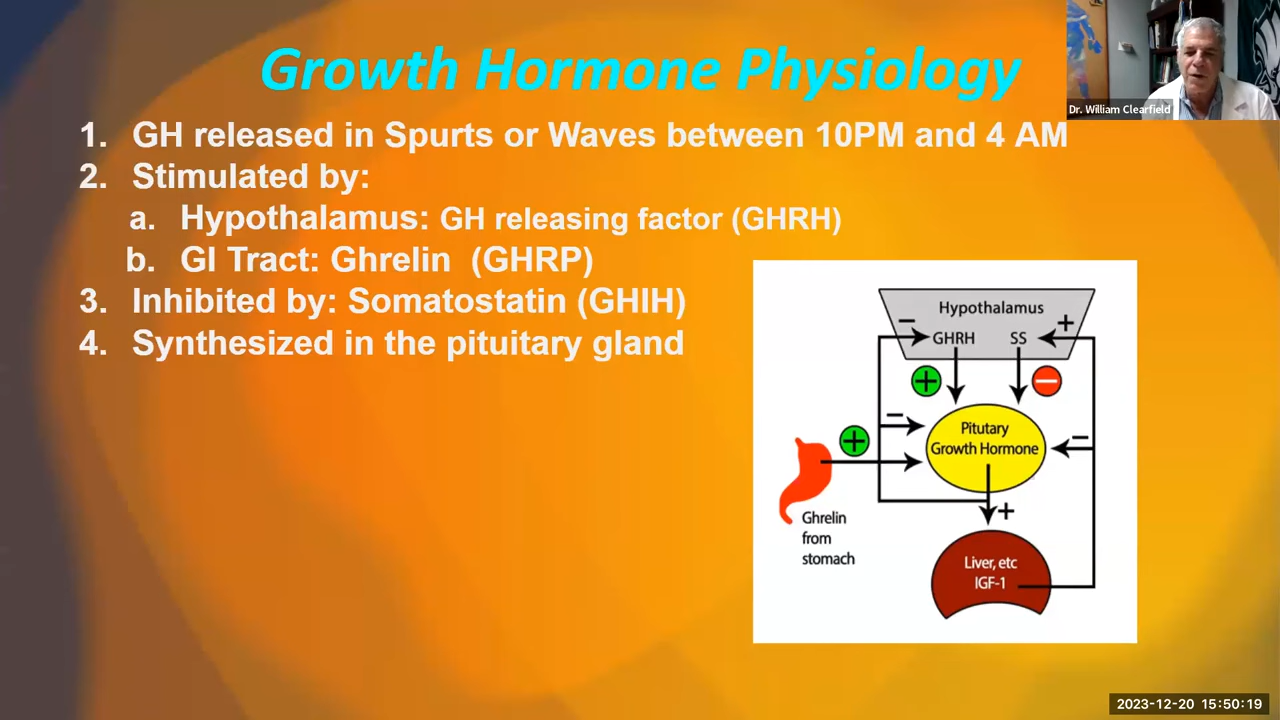 Growth Hormone Physiology
Dr. William Clearfield
1. GH released in Spurts or Waves between 10PM and 4 AM
2. Stimulated by:
a. Hypothalamus: GH releasing factor (GHRH)
b. GI Tract: Ghrelin (GHRP)
3. Inhibited by: Somatostatin (GHIH)
4. Synthesized in the pituitary gland
Hypothalamus
− +
GHRH SS
+ −
−
Pitutary
Growth Hormone
−
+
+
Ghrelin
from
stomach
Liver, etc
IGF-1
2023-12-20 15:50:19